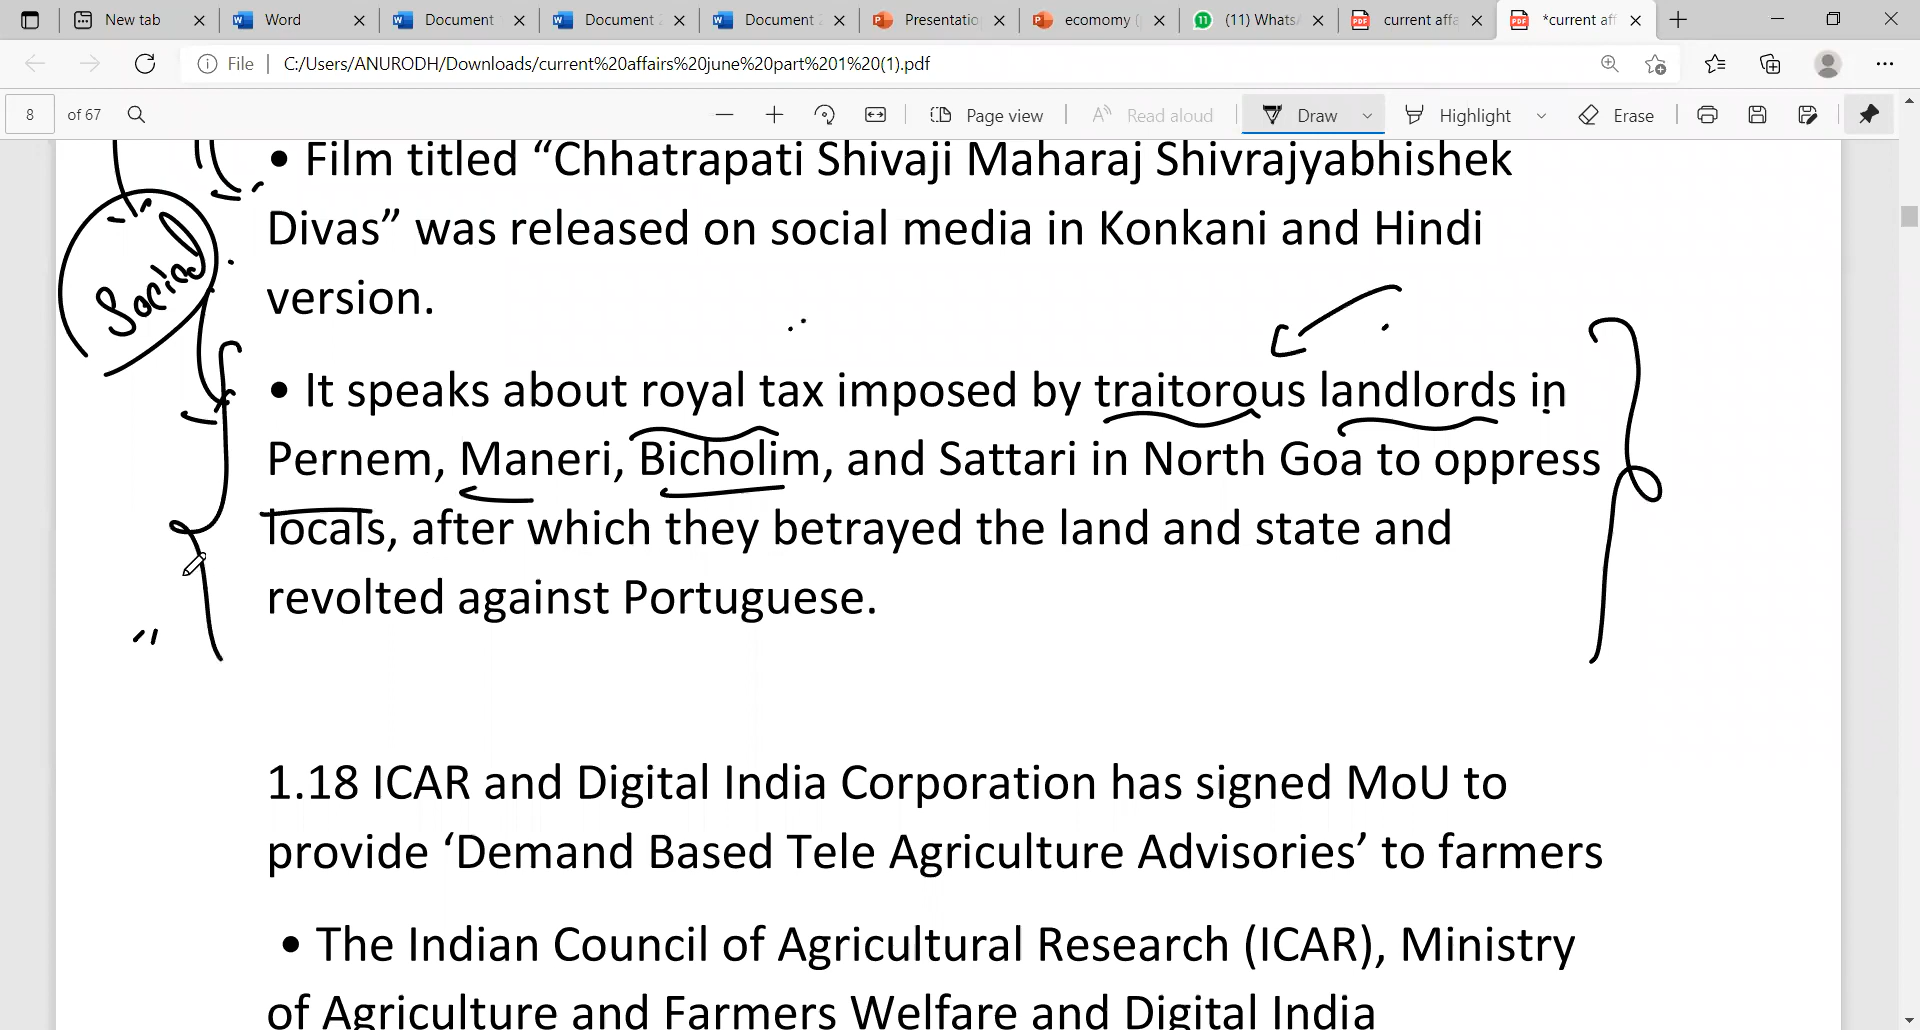 New tab
Word
Document
Document 2
Document 2
Presentatio
ecomomy (
11
(11) Whats
PDF
current affa
PDF
*current aff
File
C:/Users/ANURODH/Downloads/current%20affairs%20june%20part%201%20(1).pdf
8 of 67
Page view
Read aloud
Draw
Highlight
Erase
• Film titled “Chhatrapati Shivaji Maharaj Shivrajyabhishek
Divas” was released on social media in Konkani and Hindi
version.
Social
• It speaks about royal tax imposed by traitorous landlords in
Pernem, Maneri, Bicholim, and Sattari in North Goa to oppress
locals, after which they betrayed the land and state and
revolted against Portuguese.
1.18 ICAR and Digital India Corporation has signed MoU to
provide ‘Demand Based Tele Agriculture Advisories’ to farmers
• The Indian Council of Agricultural Research (ICAR), Ministry
of Agriculture and Farmers Welfare and Digital India